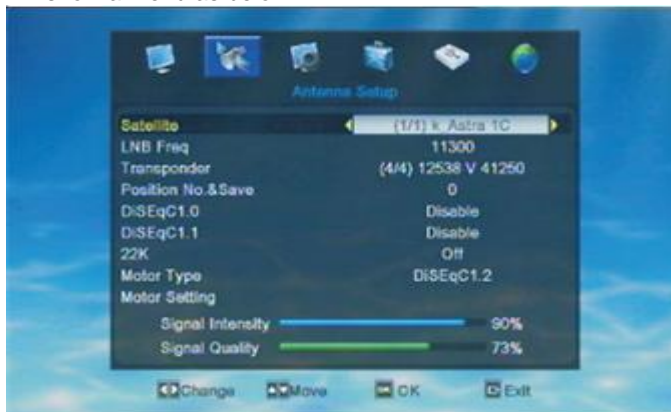 Antenna Setup
Satellite (1/1) k Astra 1C
LNB Freq 11300
Transpondor (4/4) 12538 V 41250
Position No.&Save 0
DiSEqC1.0 Disable
DiSEqC1.1 Disable
22K Off
Motor Type DiSEqC1.2
Motor Setting
Signal Intensity 90%
Signal Quality 73%
Change Move OK Exit